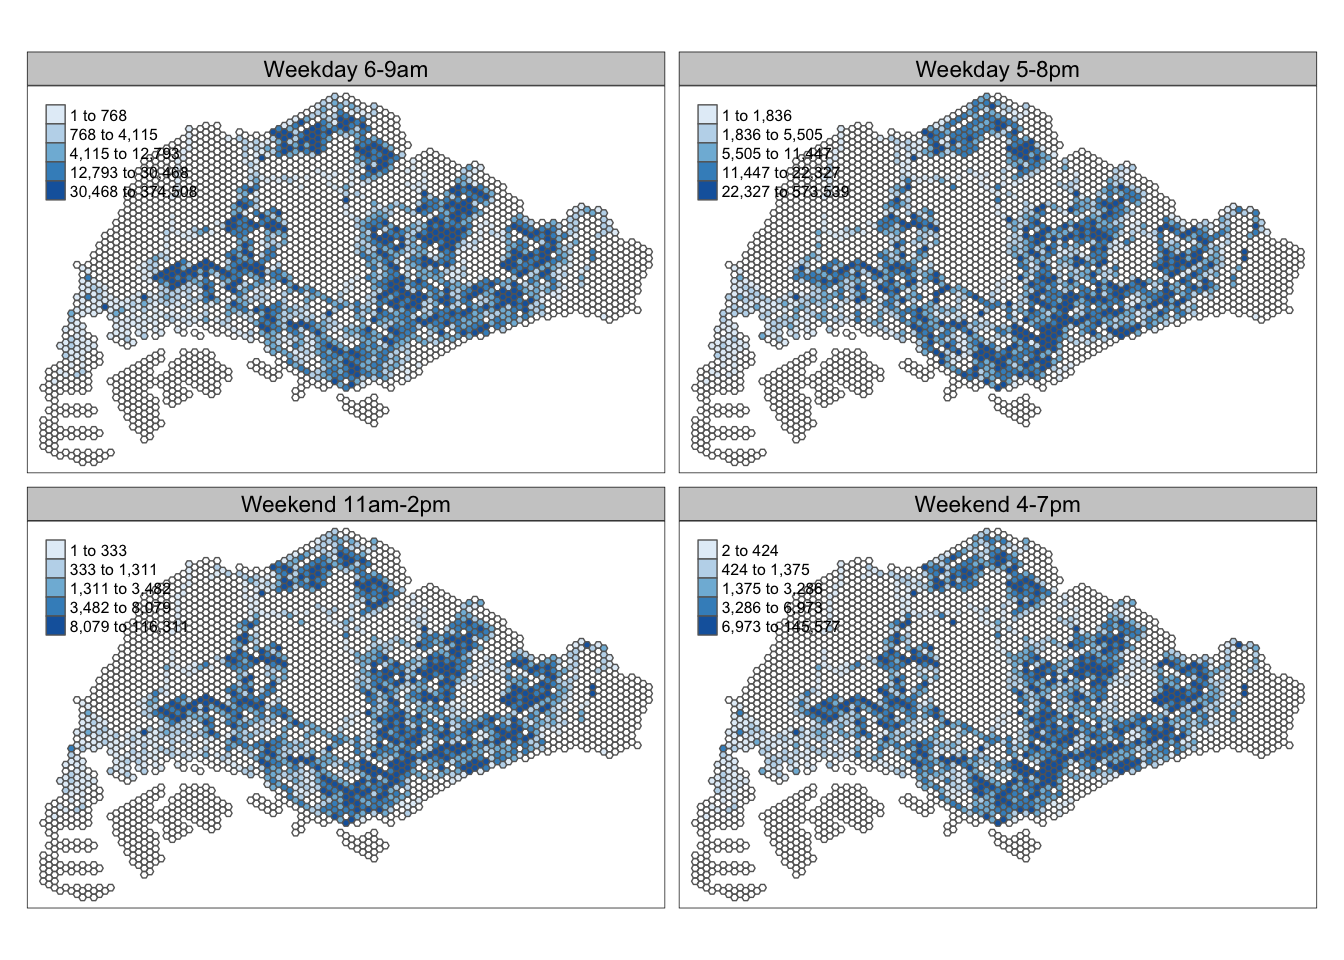 Weekday 6-9am
1 to 768
768 to 4,115
4,115 to 12,793
12,793 to 30,468
30,468 to 374,508
Weekday 5-8pm
1 to 1,836
1,836 to 5,505
5,505 to 11,447
11,447 to 22,327
22,327 to 573,539
Weekend 11am-2pm
1 to 333
333 to 1,311
1,311 to 3,482
3,482 to 8,079
8,079 to 116,311
Weekend 4-7pm
2 to 424
424 to 1,375
1,375 to 3,286
3,286 to 6,973
6,973 to 145,577